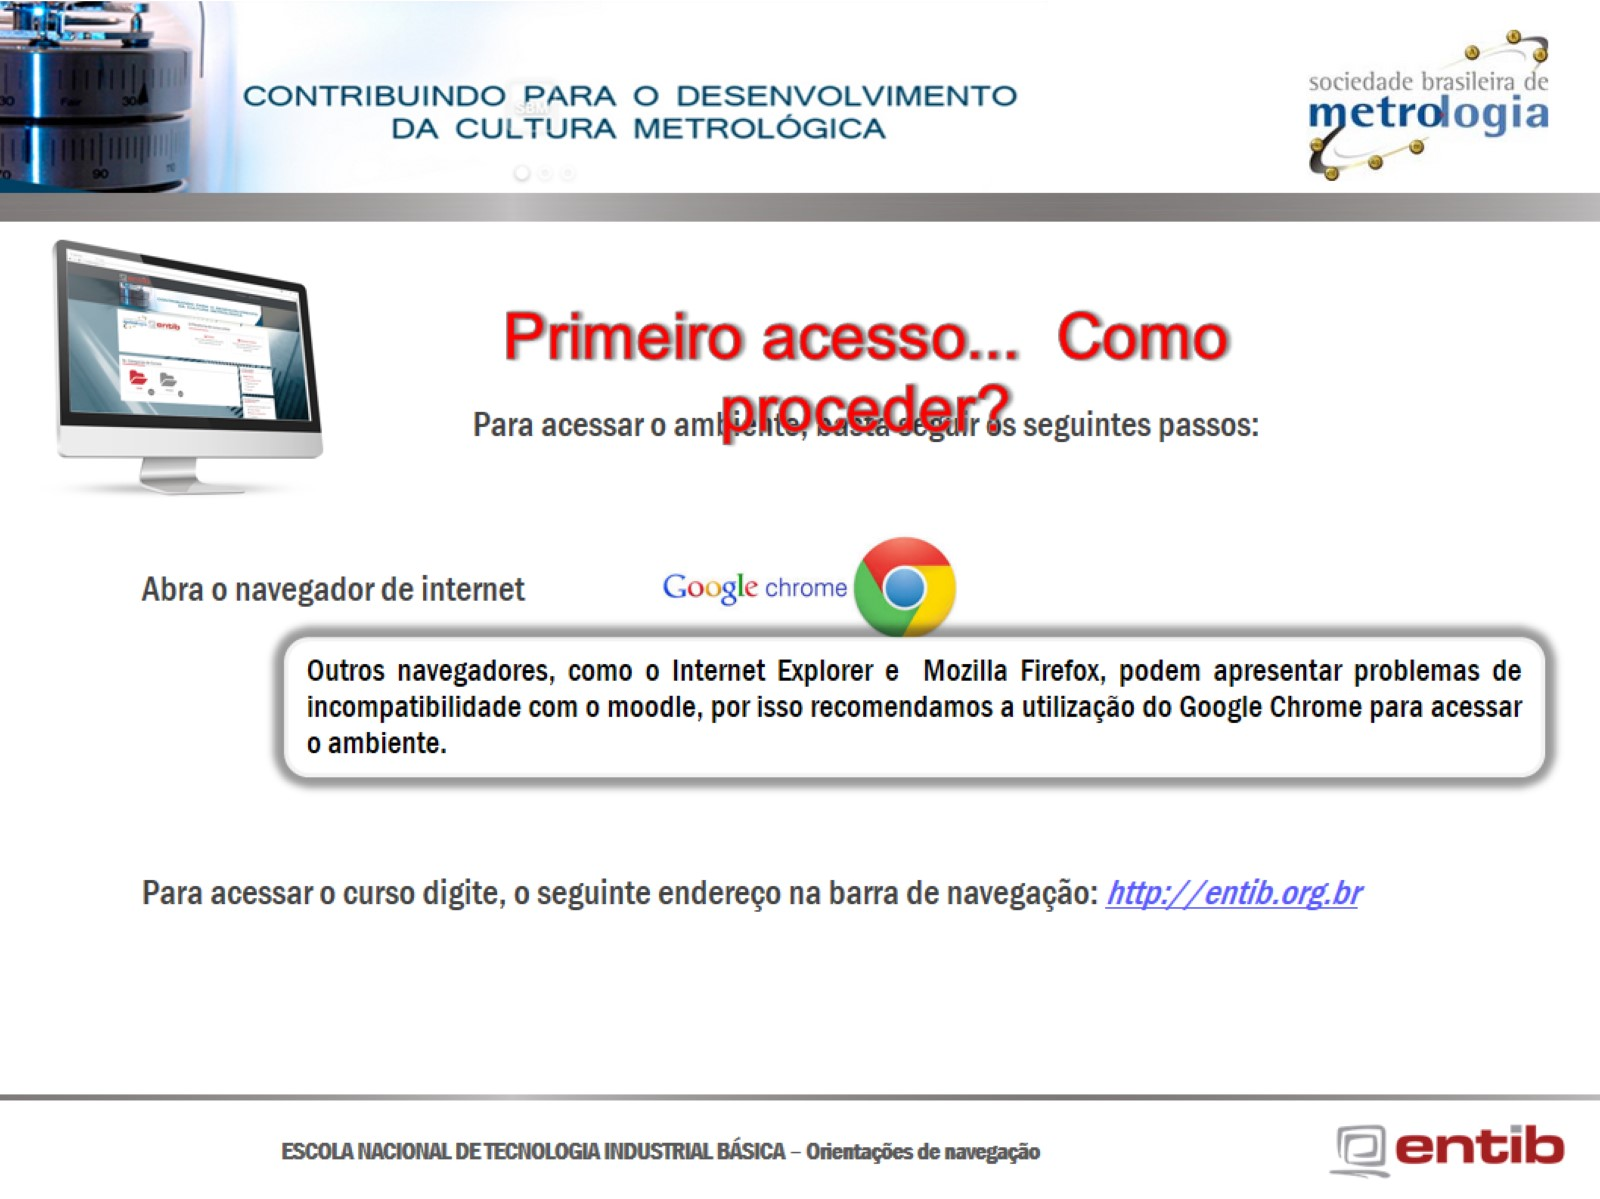 CONTRIBUINDO PARA O DESENVOLVIMENTO
DA CULTURA METROLÓGICA
SBM
sociedade brasileira de
metrologia
Primeiro acesso... Como
proceder?
Para acessar o ambiente, basta seguir os seguintes passos:
Abra o navegador de internet
Google chrome
Outros navegadores, como o Internet Explorer e Mozilla Firefox, podem apresentar problemas de
incompatibilidade com o moodle, por isso recomendamos a utilização do Google Chrome para acessar
o ambiente.
Para acessar o curso digite, o seguinte endereço na barra de navegação: http://entib.org.br
ESCOLA NACIONAL DE TECNOLOGIA INDUSTRIAL BÁSICA – Orientações de navegação
entib